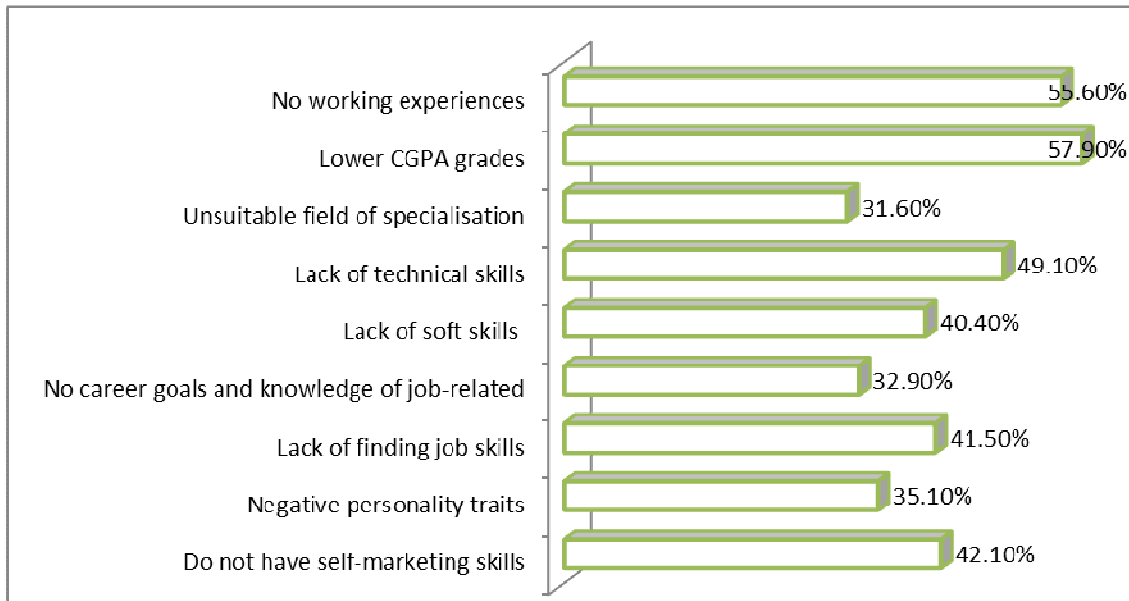 No working experiences 55.60%
Lower CGPA grades 57.90%
Unsuitable field of specialisation 31.60%
Lack of technical skills 49.10%
Lack of soft skills 40.40%
No career goals and knowledge of job-related 32.90%
Lack of finding job skills 41.50%
Negative personality traits 35.10%
Do not have self-marketing skills 42.10%